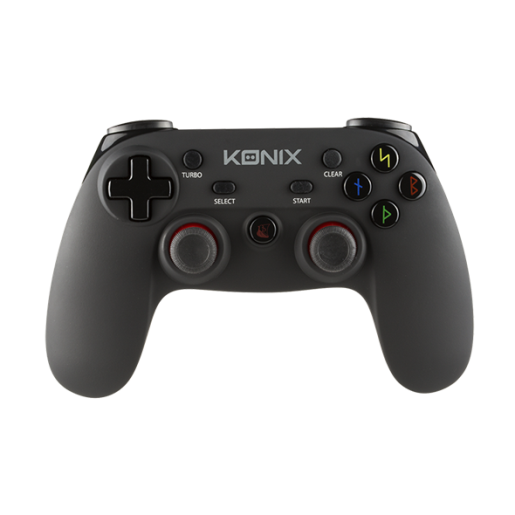 KONIX
TURBO
CLEAR
SELECT
START
ᛋ
ᚾ
ᛒ
ᚦ